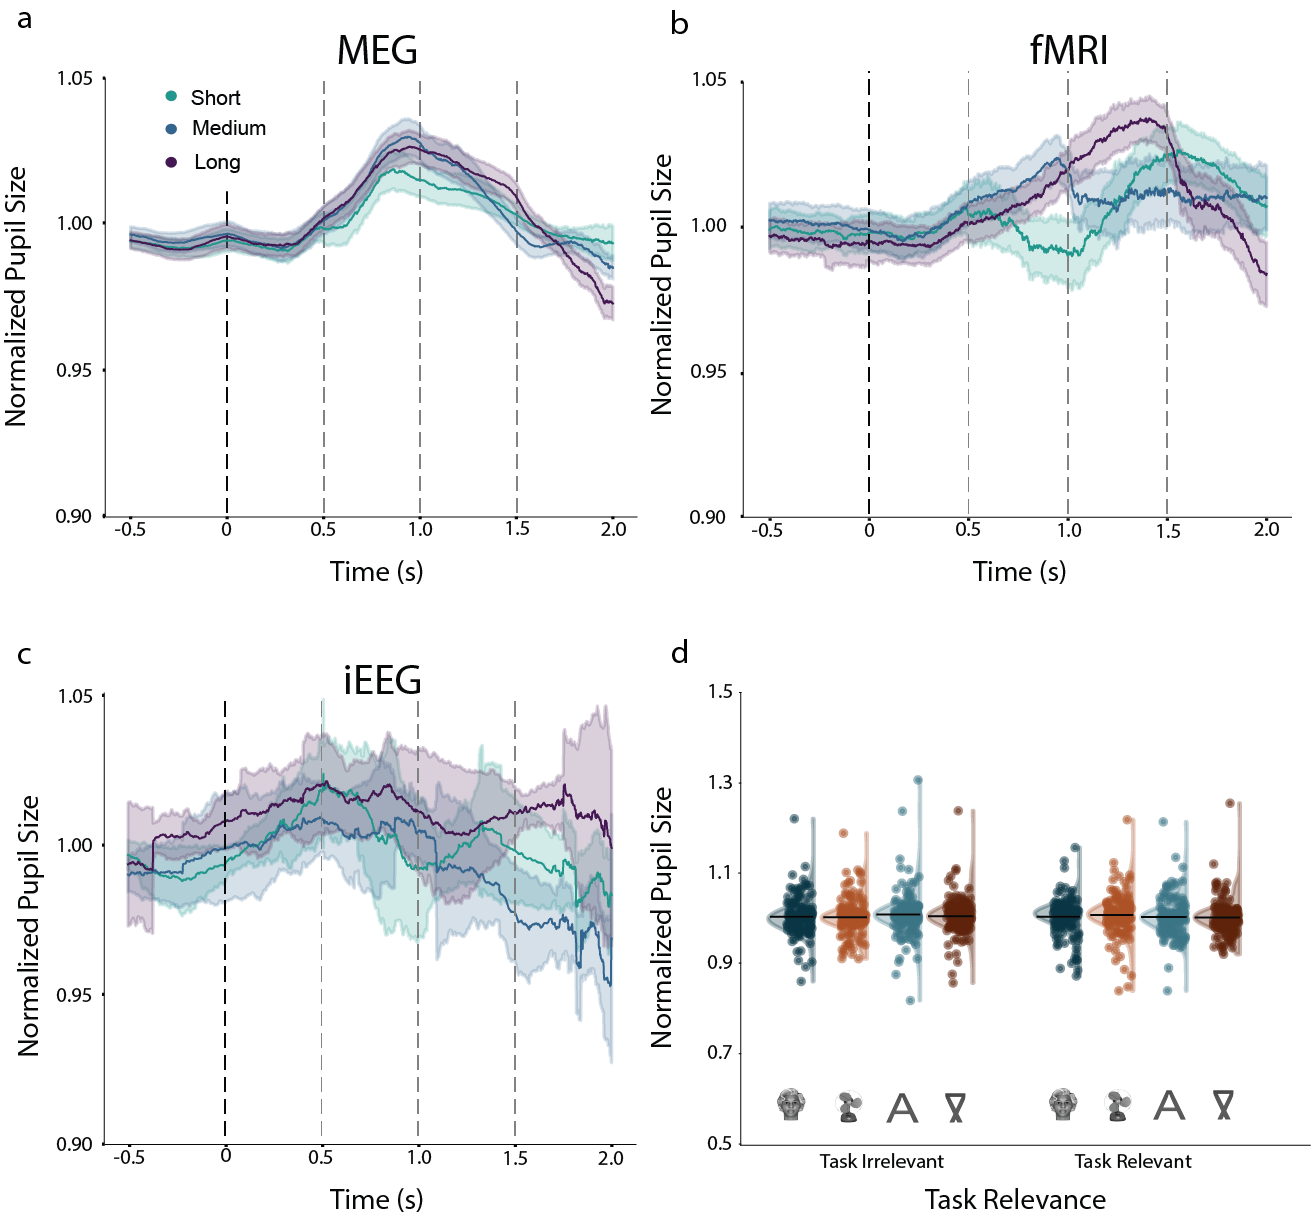 a
MEG
1.05
1.00
0.95
0.90
Normalized Pupil Size
Short
Medium
Long
-0.5
0
0.5
1.0
1.5
2.0
Time (s)
b
fMRI
1.05
1.00
0.95
0.90
Normalized Pupil Size
-0.5
0
0.5
1.0
1.5
2.0
Time (s)
c
iEEG
1.05
1.00
0.95
0.90
Normalized Pupil Size
-0.5
0
0.5
1.0
1.5
2.0
Time (s)
d
1.5
1.3
1.1
0.9
0.7
0.5
Normalized Pupil Size
A
A
Task Irrelevant
Task Relevant
Task Relevance